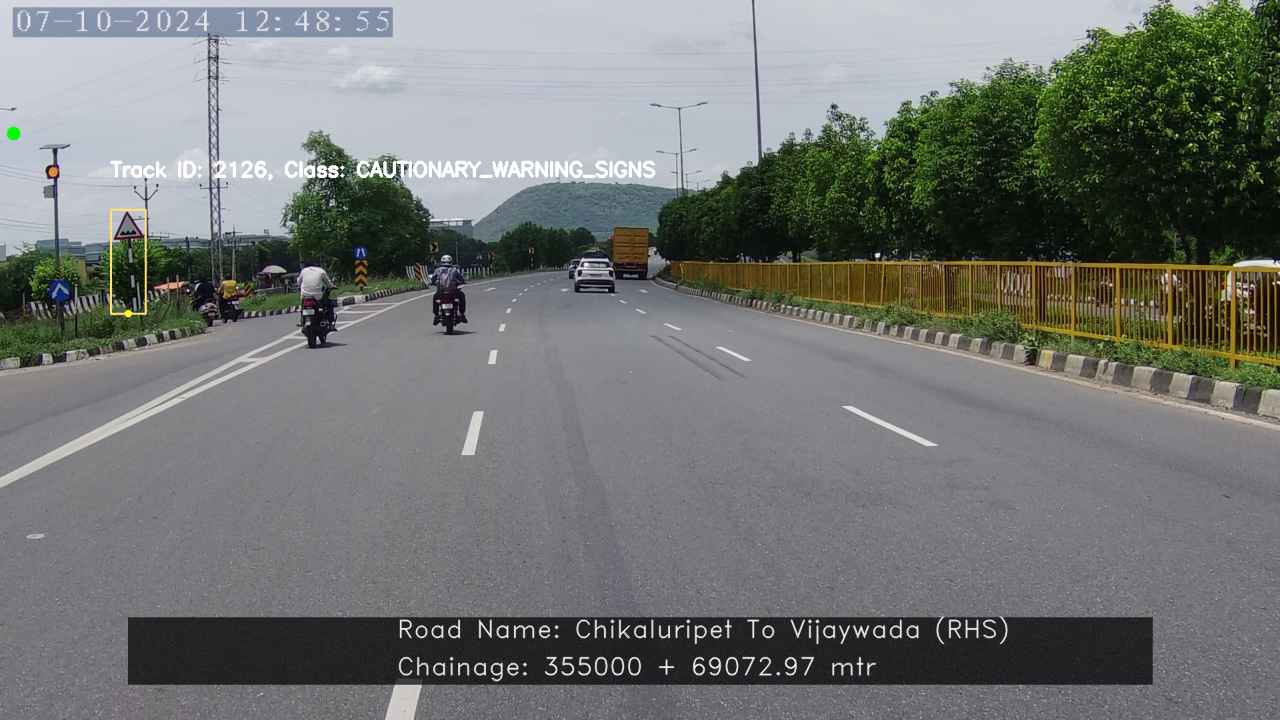 07-10-2024 12:48:55
Track ID: 2126, Class: CAUTIONARY_WARNING_SIGNS
Road Name: Chikaluripet To Vijaywada (RHS)
Chainage: 355000 + 69072.97 mtr